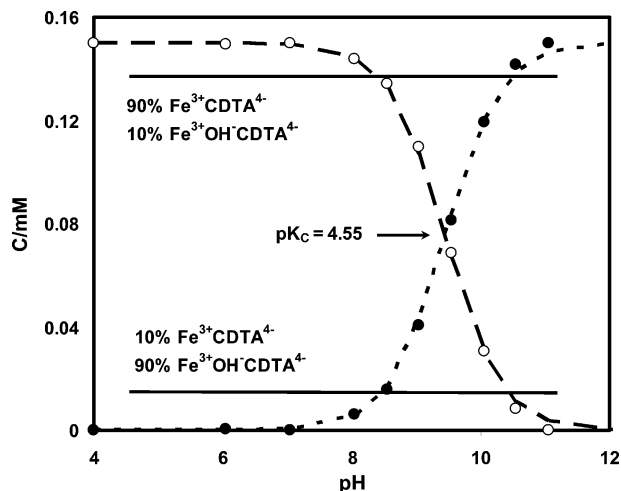 0.16
90% Fe³⁺CDTA⁴⁻
10% Fe³⁺OH⁻CDTA⁴⁻
0.12
C/mM
0.08
pK_C = 4.55
0.04
10% Fe³⁺CDTA⁴⁻
90% Fe³⁺OH⁻CDTA⁴⁻
0
4 6 8 10 12
pH